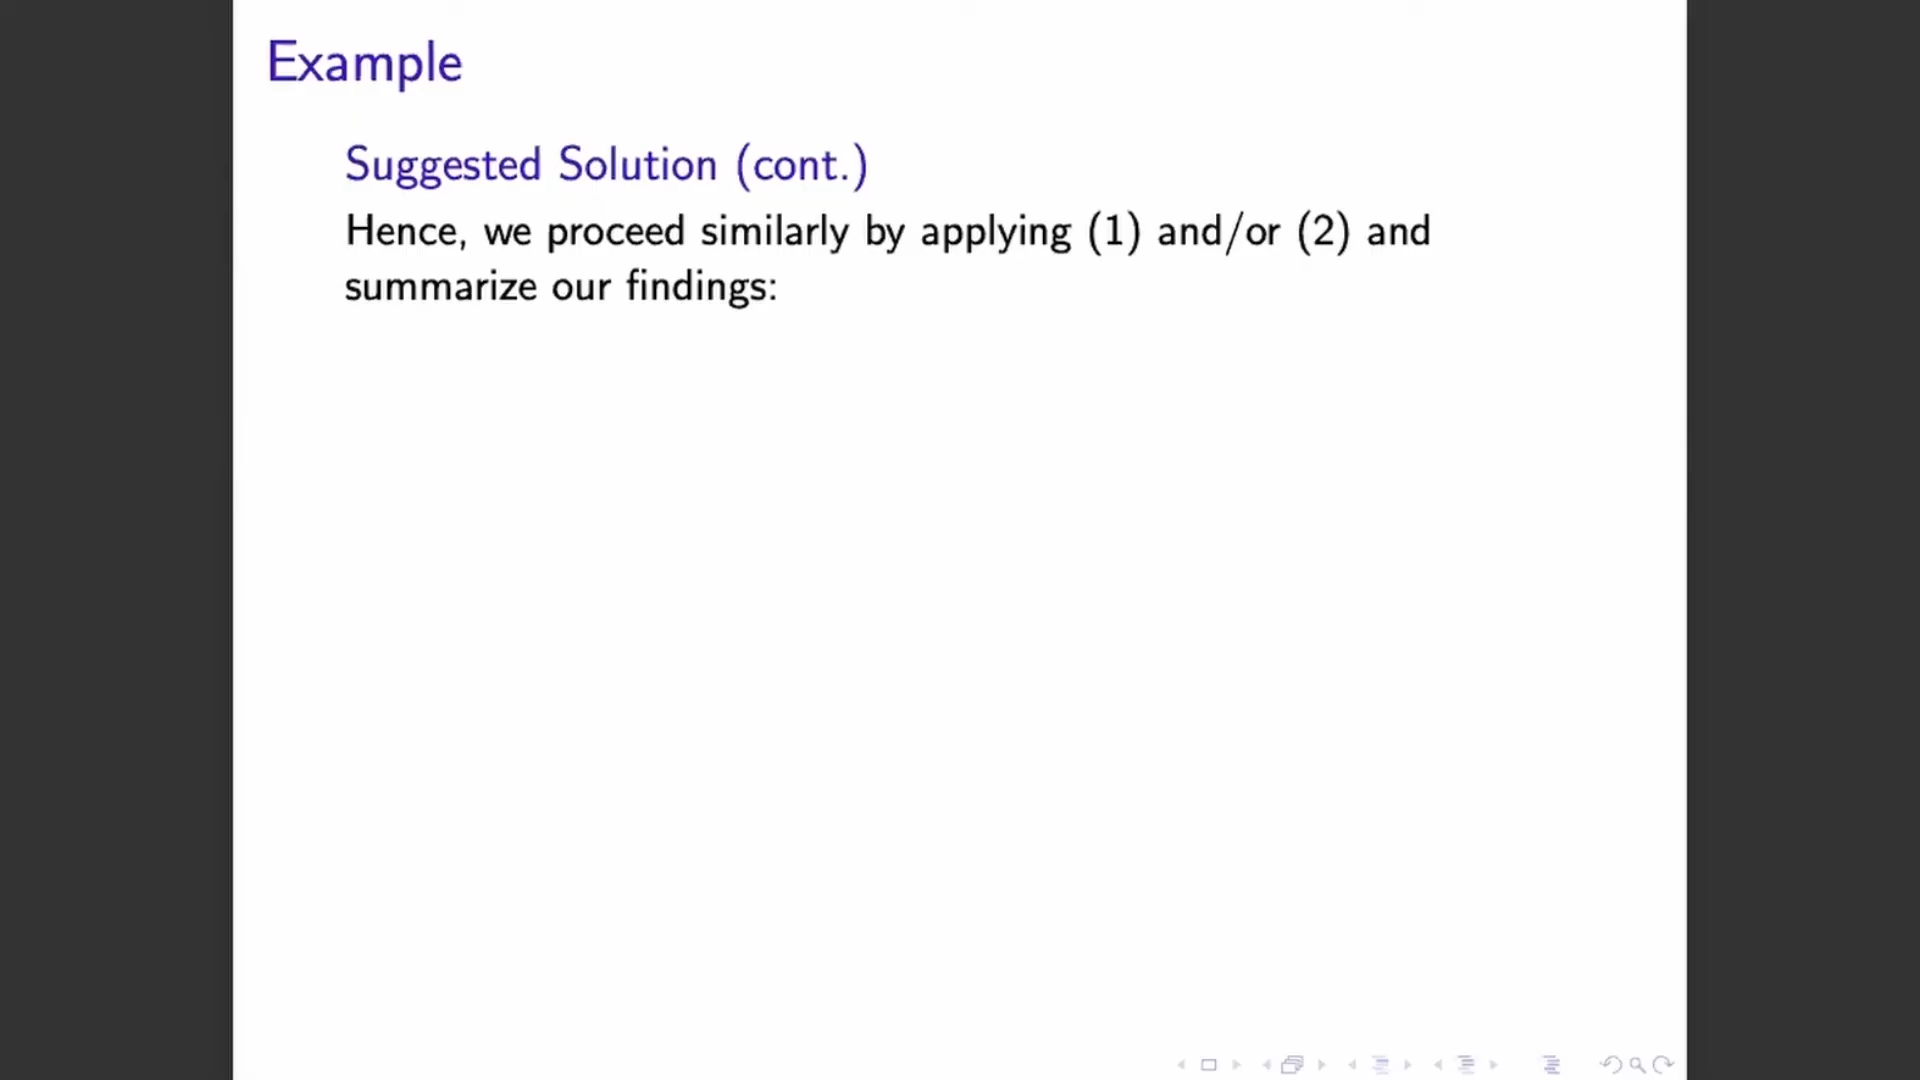 Example
Suggested Solution (cont.)
Hence, we proceed similarly by applying (1) and/or (2) and
summarize our findings: